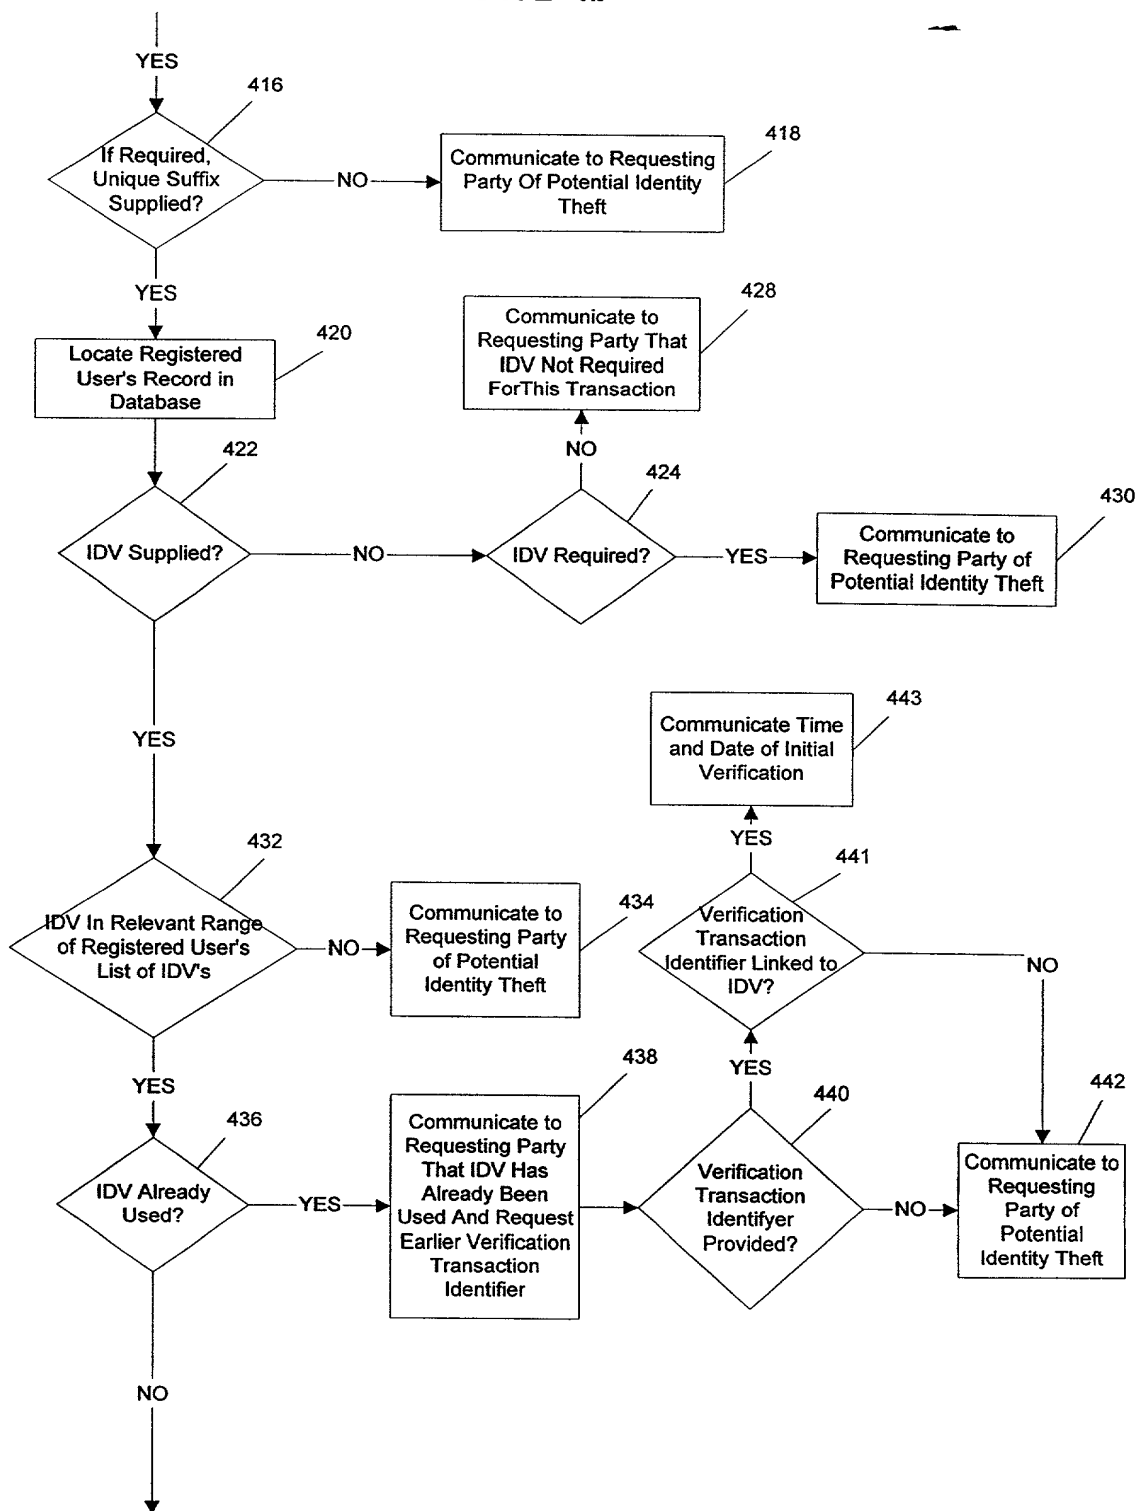 YES
416
If Required,
Unique Suffix
Supplied?
NO
Communicate to Requesting
Party Of Potential Identity
Theft
418
YES
Locate Registered
User's Record in
Database
420
Communicate to
Requesting Party That
IDV Not Required
ForThis Transaction
428
NO
422
IDV Supplied?
NO
424
IDV Required?
YES
Communicate to
Requesting Party of
Potential Identity Theft
430
YES
Communicate Time
and Date of Initial
Verification
443
YES
432
IDV In Relevant Range
of Registered User's
List of IDV's
NO
Communicate to
Requesting Party
of Potential
Identity Theft
434
441
Verification
Transaction
Identifier Linked to
IDV?
NO
YES
YES
436
IDV Already
Used?
YES
438
Communicate to
Requesting Party
That IDV Has
Already Been
Used And Request
Earlier Verification
Transaction
Identifier
440
Verification
Transaction
Identifyer
Provided?
NO
442
Communicate to
Requesting
Party of
Potential
Identity Theft
NO